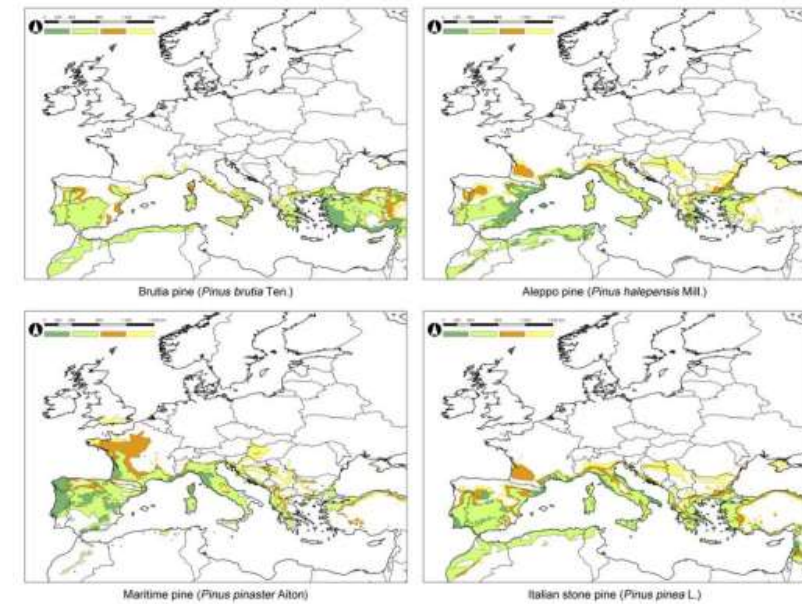 Brutia pine (Pinus brutia Ten.)
Aleppo pine (Pinus halepensis Mill.)
Maritime pine (Pinus pinaster Aiton)
Italian stone pine (Pinus pinea L.)